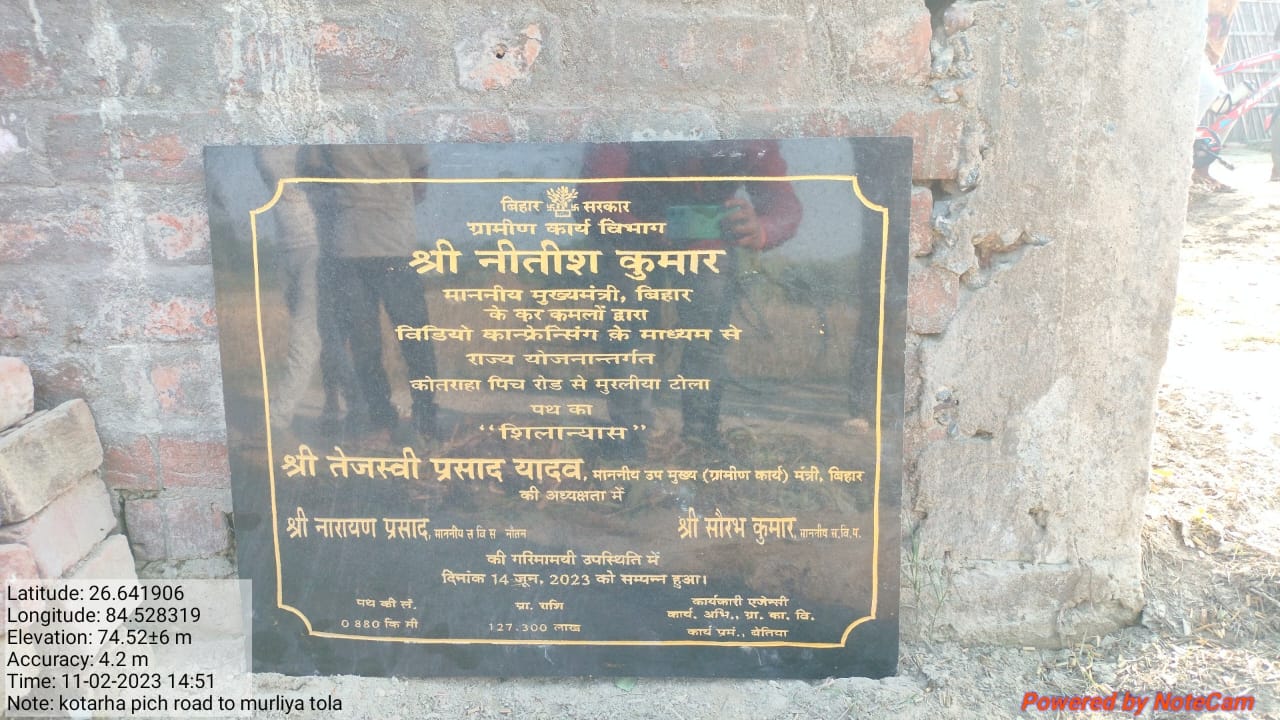 बिहार सरकार
ग्रामीण कार्य विभाग
श्री नीतीश कुमार
माननीय मुख्यमंत्री, बिहार
के कर कमलों द्वारा
विडियो कान्फ्रेन्सिंग के माध्यम से
राज्य योजनान्तर्गत
कोतराहा पिच रोड से मुरलीया टोला
पथ का
“शिलान्यास”
श्री तेजस्वी प्रसाद यादव, माननीय उप मुख्य (ग्रामीण कार्य) मंत्री, बिहार
की अध्यक्षता में
श्री नारायण प्रसाद, माननीय स वि स नौतन श्री सौरभ कुमार, माननीय स.वि.प.
की गरिमामयी उपस्थिति में
दिनांक 14 जून, 2023 को सम्पन्न हुआ।
पथ की लं. प्रा. राशि कार्यकारी एजेन्सी
0 880 कि मी 127.300 लाख कार्य. अभि., ग्रा. का. वि.
कार्य प्रमं., बेतिया
Latitude: 26.641906
Longitude: 84.528319
Elevation: 74.52±6 m
Accuracy: 4.2 m
Time: 11-02-2023 14:51
Note: kotarha pich road to murliya tola
Powered by NoteCam